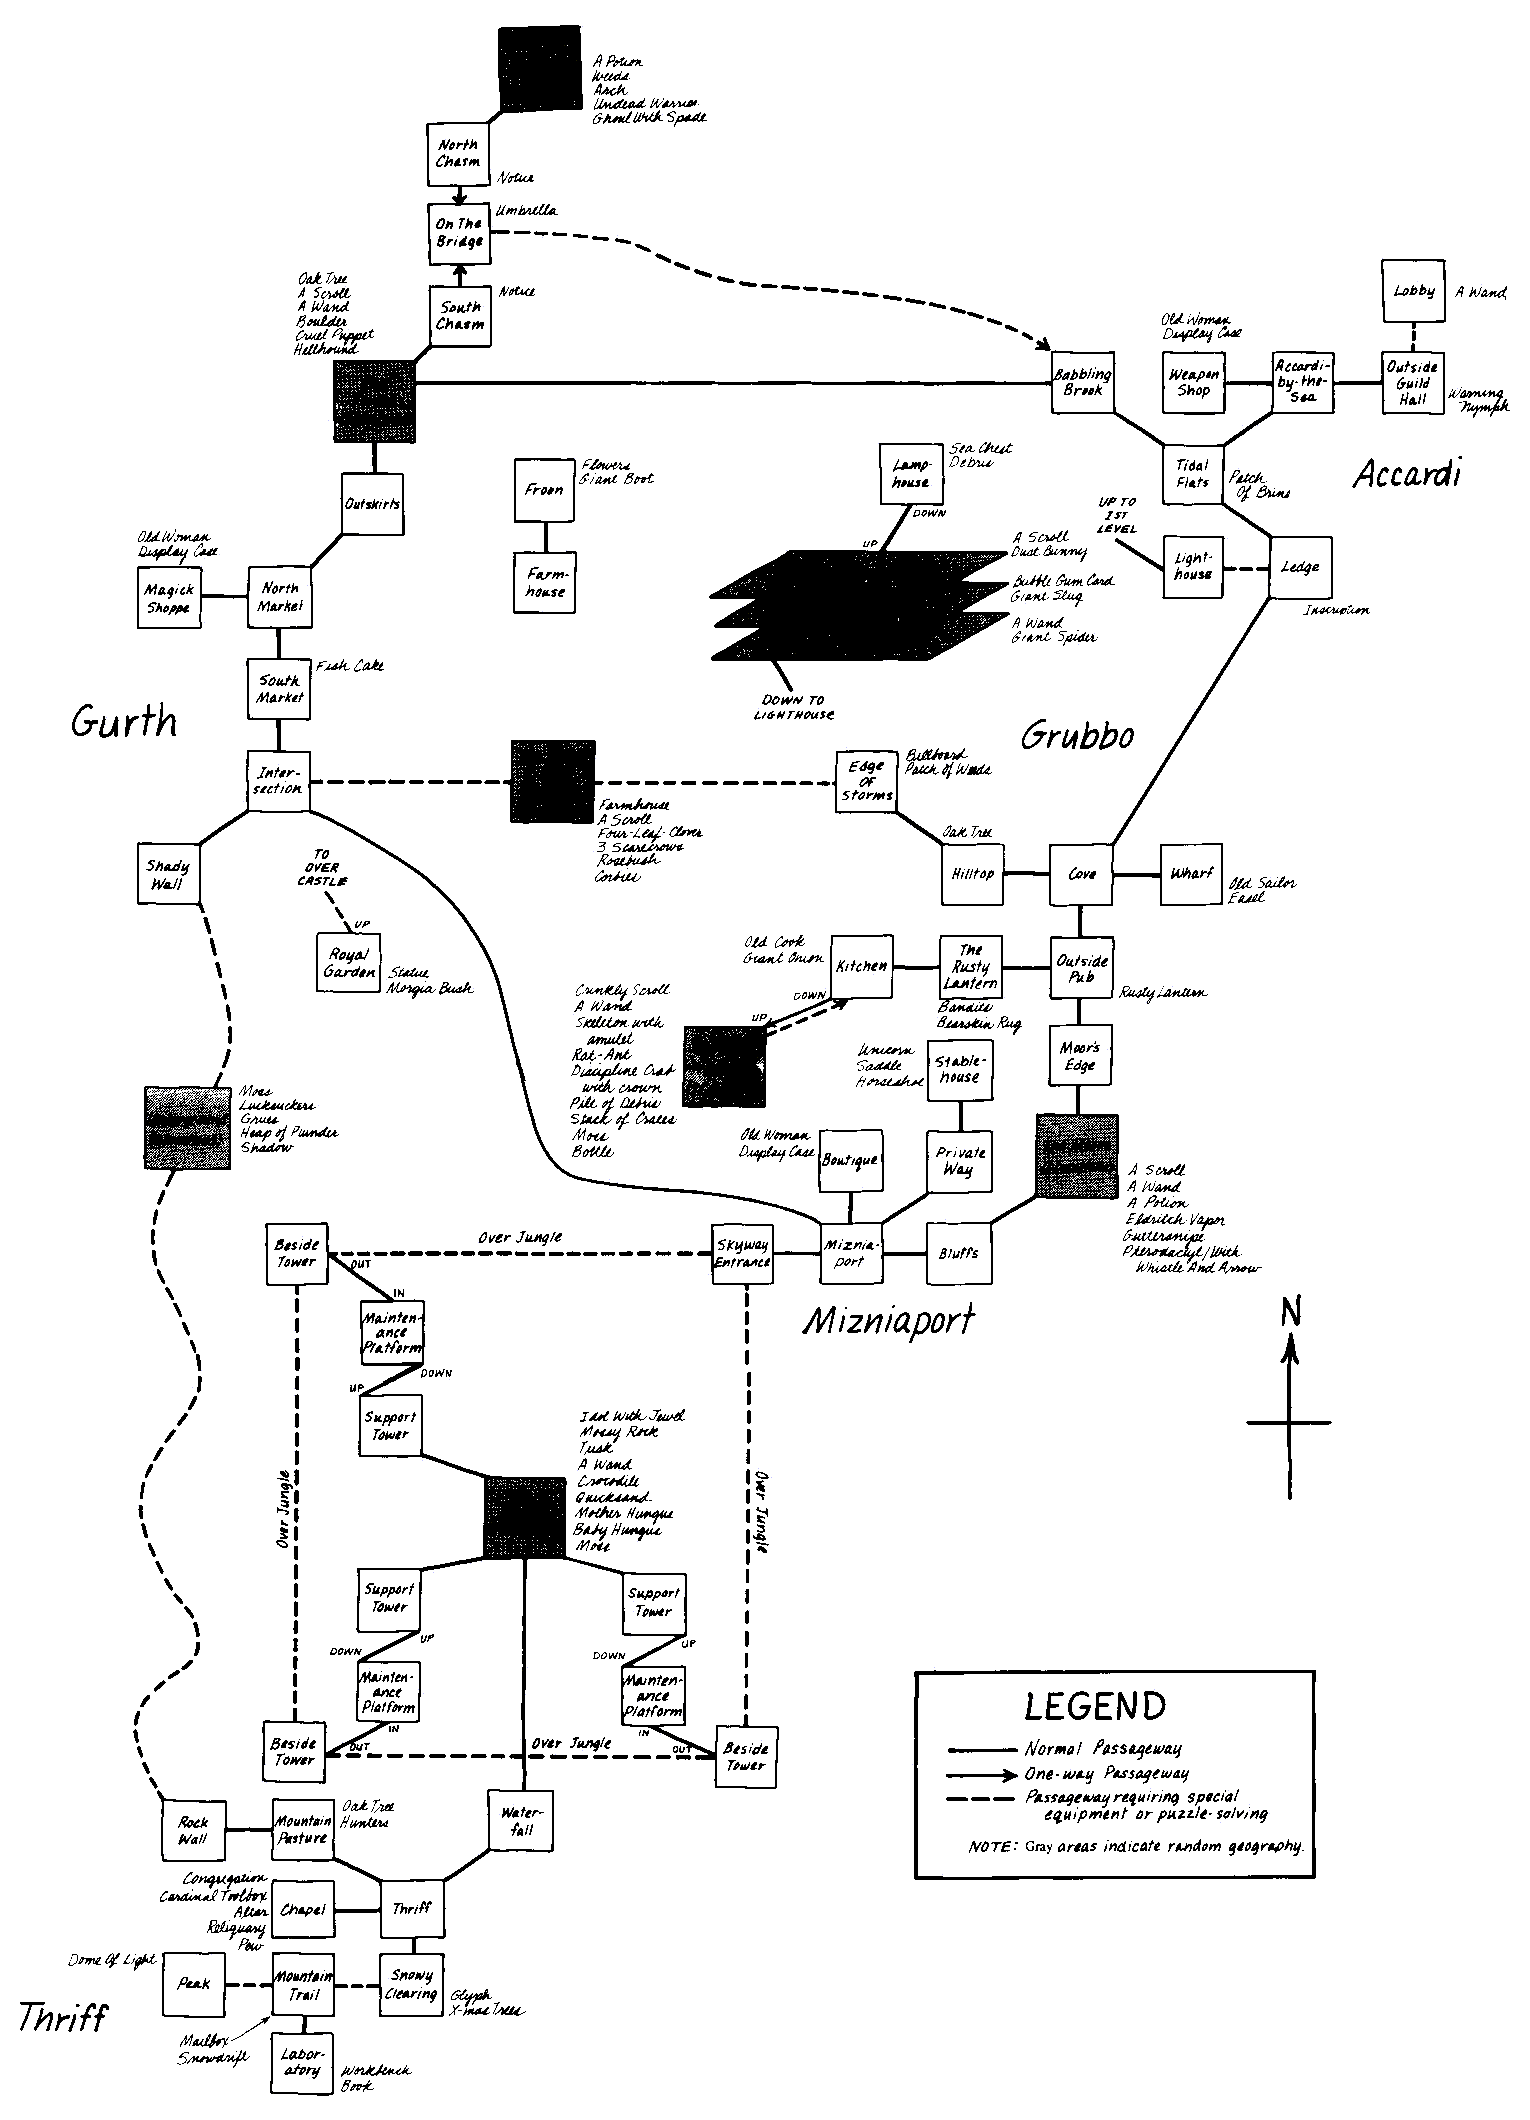 A Potion
Weeds
Arch
Undead Warrior
Ghoul With Spade
North
Chasm
Notice
On The
Bridge
Umbrella
South
Chasm
Notice
Oak Tree
A Scroll
A Wand
Boulder
Cruel Puppet
Hellhound
Lobby
A Wand
Babbling
Brook
Old Woman
Display Case
Weapon
Shop
Accardi-
by-the-
Sea
Outside
Guild
Hall
Warning
Nymph
Tidal
Flats
Patch
Of Brine
Accardi
Outskirts
Froon
Flowers
Giant Boot
Farm-
house
Lamp-
house
Sea Chest
Debris
DOWN
UP
A Scroll
Dust Bunny
Bubble Gum Card
Giant Slug
A Wand
Giant Spider
DOWN TO
LIGHTHOUSE
UP TO
1ST
LEVEL
Light-
house
Ledge
Inscription
Old Woman
Display Case
Magick
Shoppe
North
Market
South
Market
Fish Cake
Gurth
Grubbo
Inter-
section
Farmhouse
A Scroll
Four-Leaf-Clover
3 Scarecrows
Rosebush
Corbies
Edge
Of
Storms
Billboard
Patch of Weeds
Shady
Wall
TO
OVER
CASTLE
UP
Royal
Garden
Statue
Morgia Bush
Oak Tree
Hilltop
Cove
Wharf
Old Sailor
Easel
Old Cook
Giant Onion
Kitchen
The
Rusty
Lantern
Bandits
Bearskin Rug
Outside
Pub
Rusty Lantern
DOWN
UP
Crinkly Scroll
A Wand
Skeleton with
amulet
Rat-Ant
Discipline Crab
with crown
Pile of Debris
Stack of Crates
Moss
Bottle
Unicorn
Saddle
Horseshoe
Stable-
house
Moor's
Edge
Moss
Lucksuckers
Grues
Heap of Plunder
Shadow
Old Woman
Display Case
Boutique
Private
Way
A Scroll
A Wand
A Potion
Eldritch Vapor
Guttersnipe
Pterodactyl/With
Whistle And Arrow
Beside
Tower
Over Jungle
Skyway
Entrance
Miznia-
port
Bluffs
Mizniaport
OUT
IN
Mainten-
ance
Platform
DOWN
UP
Support
Tower
N
Over Jungle
Over Jungle
Idol With Jewel
Mossy Rock
Tusk
A Wand
Crocodile
Quicksand
Mother Hungus
Baby Hungus
Moss
Support
Tower
Support
Tower
DOWN
UP
DOWN
UP
Mainten-
ance
Platform
Mainten-
ance
Platform
IN
OUT
IN
OUT
Beside
Tower
Over Jungle
Beside
Tower
LEGEND
Normal Passageway
One-way Passageway
Passageway requiring special
equipment or puzzle-solving
NOTE: Gray areas indicate random geography.
Rock
Wall
Mountain
Pasture
Oak Tree
Hunters
Water-
fall
Congregation
Cardinal Toolbox
Altar
Reliquary
Pew
Chapel
Thriff
Dome Of Light
Peak
Mountain
Trail
Snowy
Clearing
Glyph
X-mas Trees
Thriff
Mailbox
Snowdrift
Labor-
atory
Workbench
Book